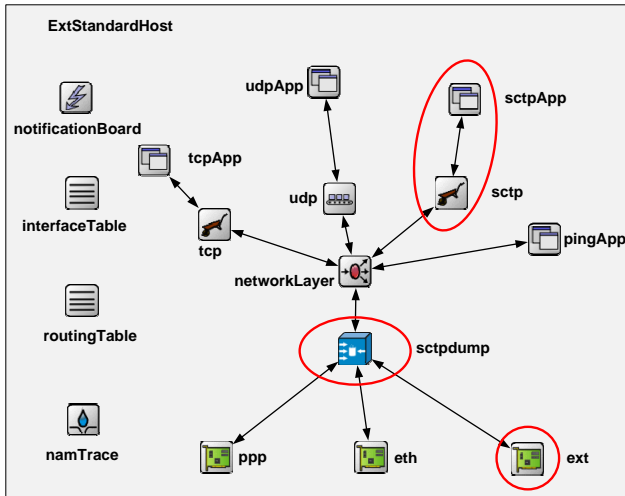 ExtStandardHost
udpApp
sctpApp
notificationBoard
tcpApp
interfaceTable
udp
sctp
tcp
pingApp
networkLayer
routingTable
sctpdump
namTrace
ppp
eth
ext